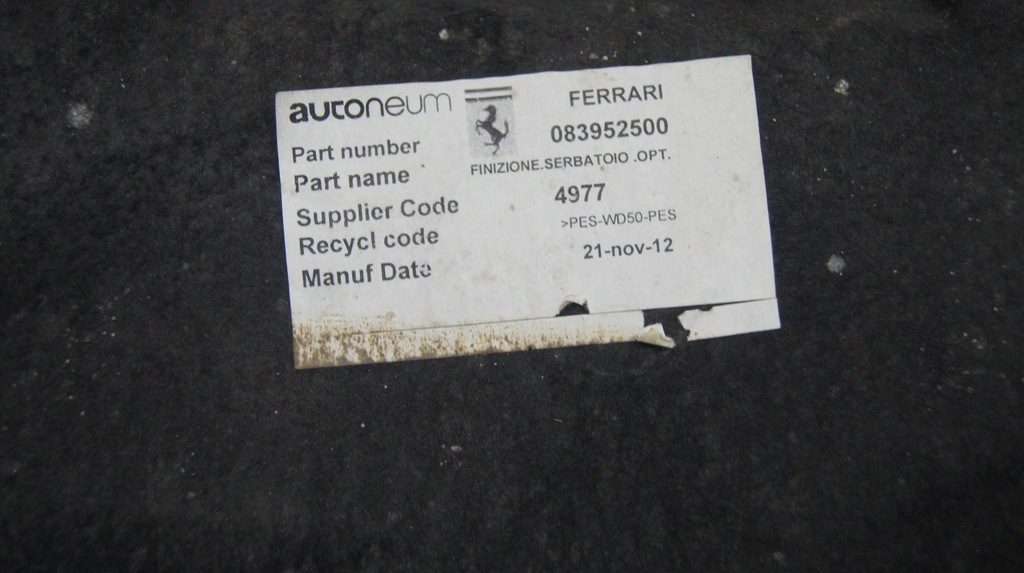 autoneum FERRARI
Part number 083952500
Part name FINIZIONE.SERBATOIO .OPT.
Supplier Code 4977
Recycl code >PES-WD50-PES
Manuf Date 21-nov-12